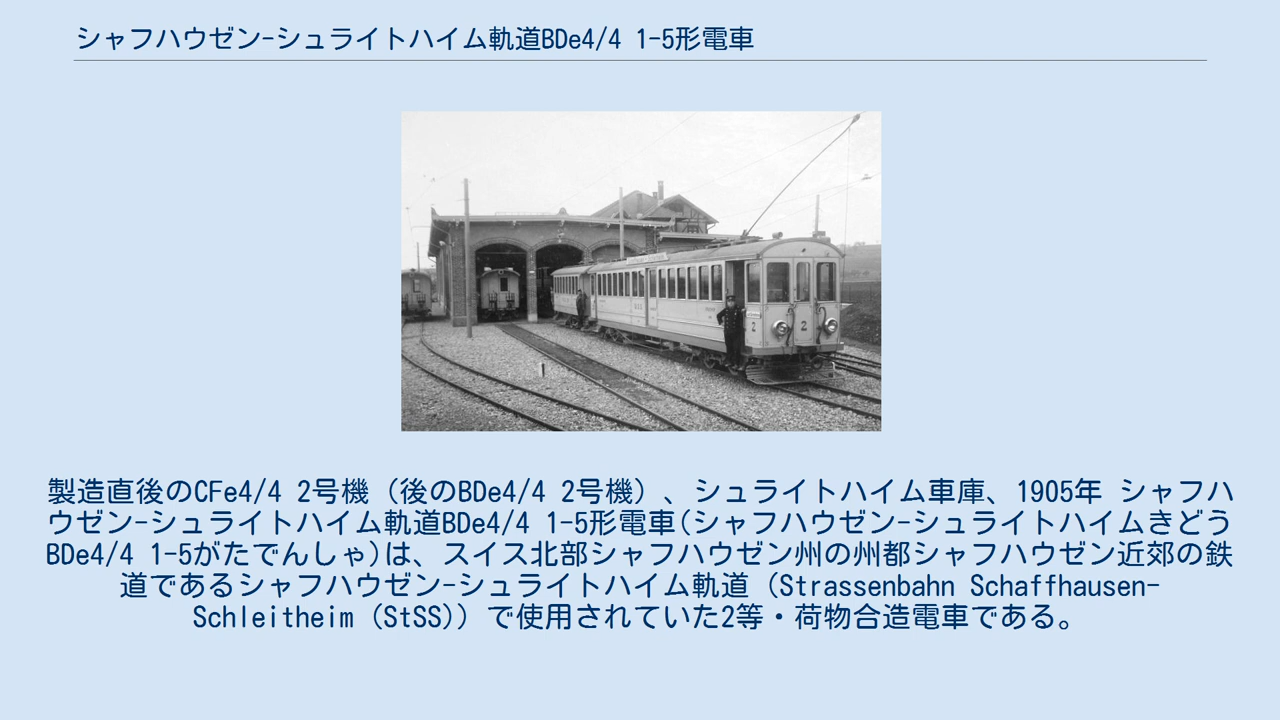 シャフハウゼン-シュライトハイム軌道BDe4/4 1-5形電車
2
2
製造直後のCFe4/4 2号機（後のBDe4/4 2号機）、シュライトハイム車庫、1905年 シャフハ
ウゼン-シュライトハイム軌道BDe4/4 1-5形電車(シャフハウゼン-シュライトハイムきどう
BDe4/4 1-5がたでんしゃ)は、スイス北部シャフハウゼン州の州都シャフハウゼン近郊の鉄
道であるシャフハウゼン-シュライトハイム軌道（Strassenbahn Schaffhausen-
Schleitheim（StSS)）で使用されていた2等・荷物合造電車である。